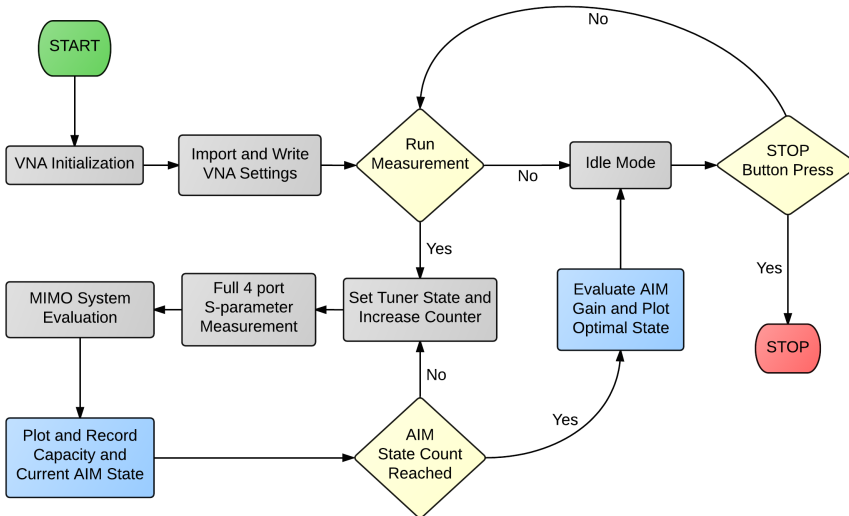 No
START
Run
Measurement
VNA Initialization
Import and Write
VNA Settings
Idle Mode
STOP
Button Press
No
Yes
Yes
MIMO System
Evaluation
Full 4 port
S-parameter
Measurement
Set Tuner State and
Increase Counter
Evaluate AIM
Gain and Plot
Optimal State
STOP
No
Yes
Plot and Record
Capacity and
Current AIM State
AIM
State Count
Reached